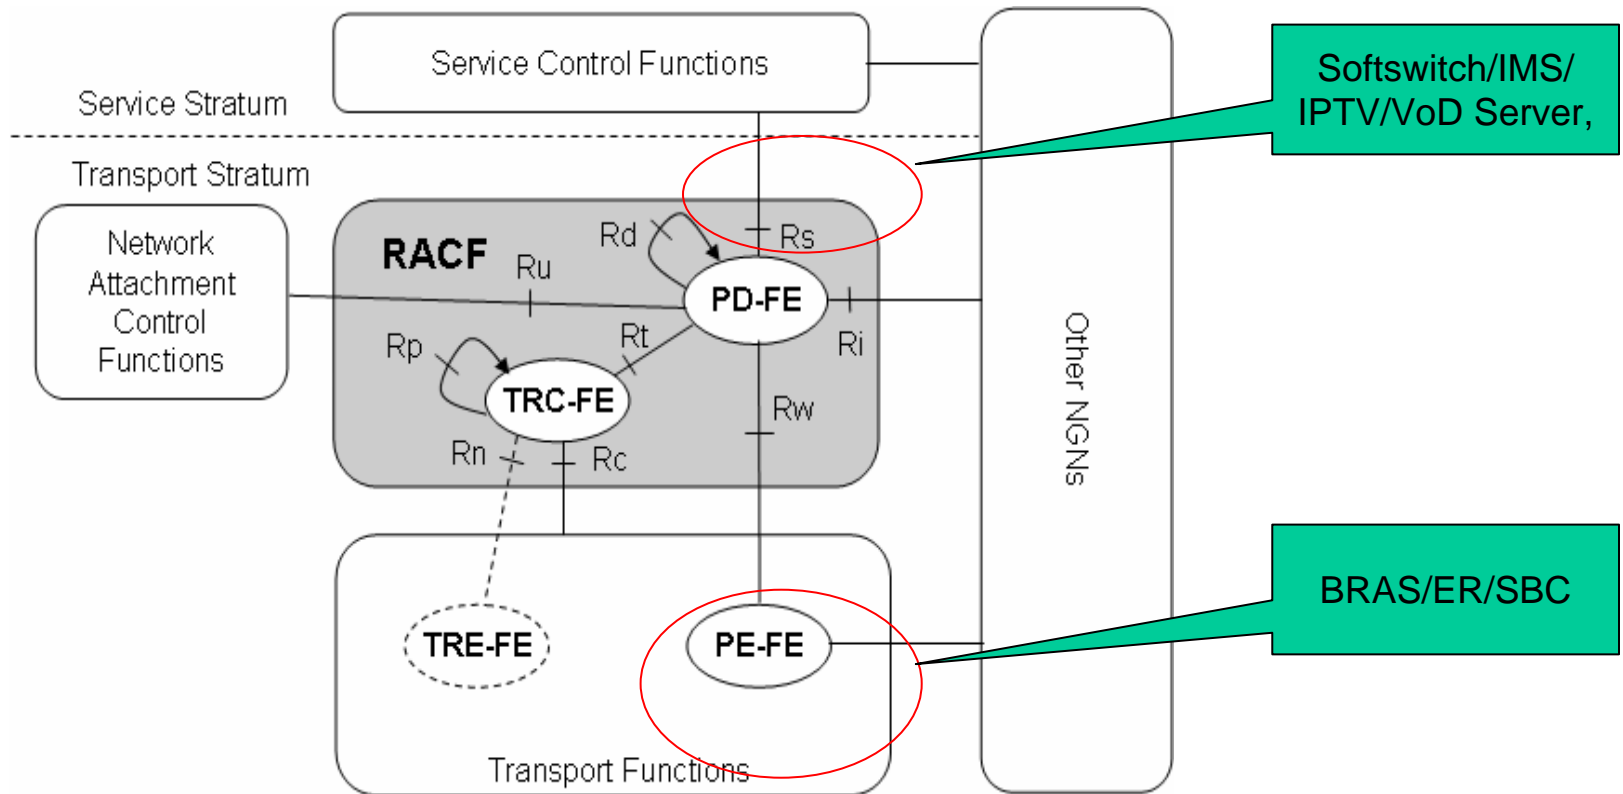 Service Control Functions
Softswitch/IMS/
IPTV/VoD Server,
Service Stratum
Transport Stratum
Network
Attachment
Control
Functions
RACF
Rd
Rs
Ru
PD-FE
Ri
Rt
Rp
TRC-FE
Rw
Rn
Rc
Other NGNs
BRAS/ER/SBC
TRE-FE
PE-FE
Transport Functions